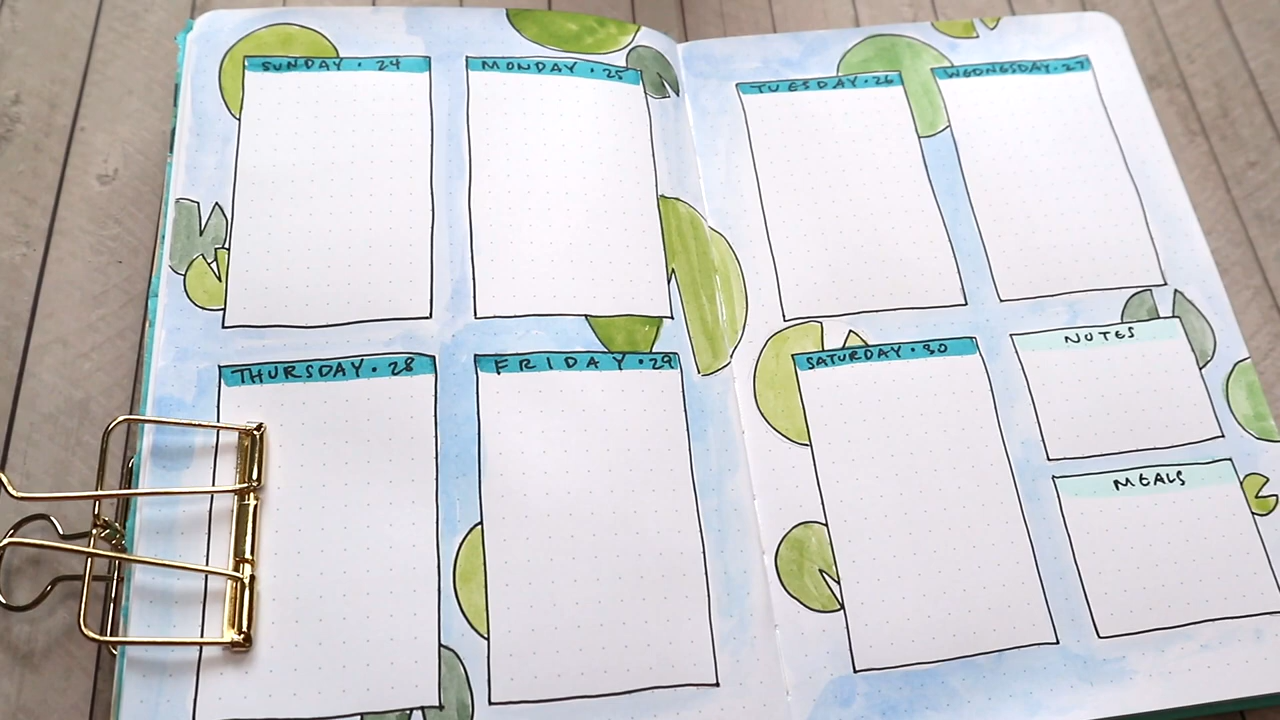 SUNDAY · 24
MONDAY · 25
TUESDAY · 26
WEDNESDAY · 27
THURSDAY · 28
FRIDAY · 29
SATURDAY · 30
NOTES
MEALS